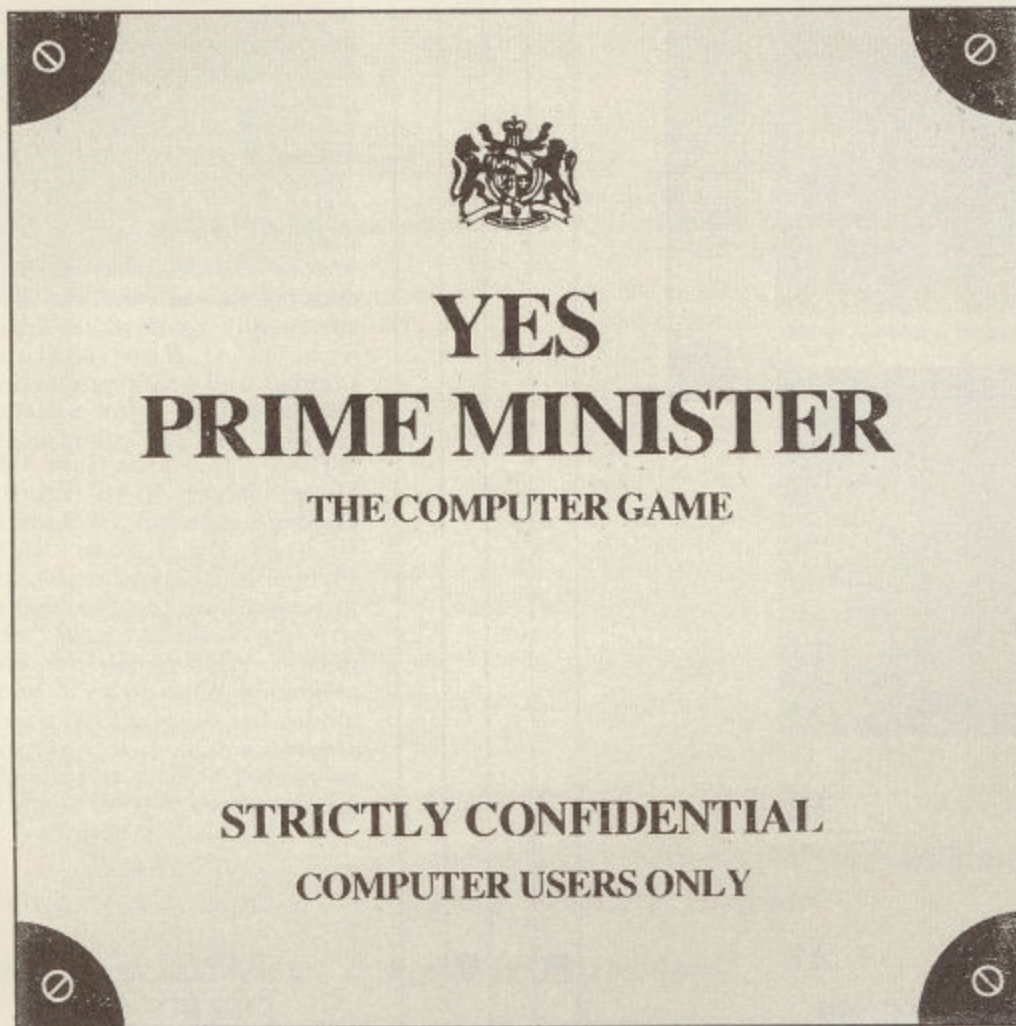 YES
PRIME MINISTER
THE COMPUTER GAME
STRICTLY CONFIDENTIAL
COMPUTER USERS ONLY